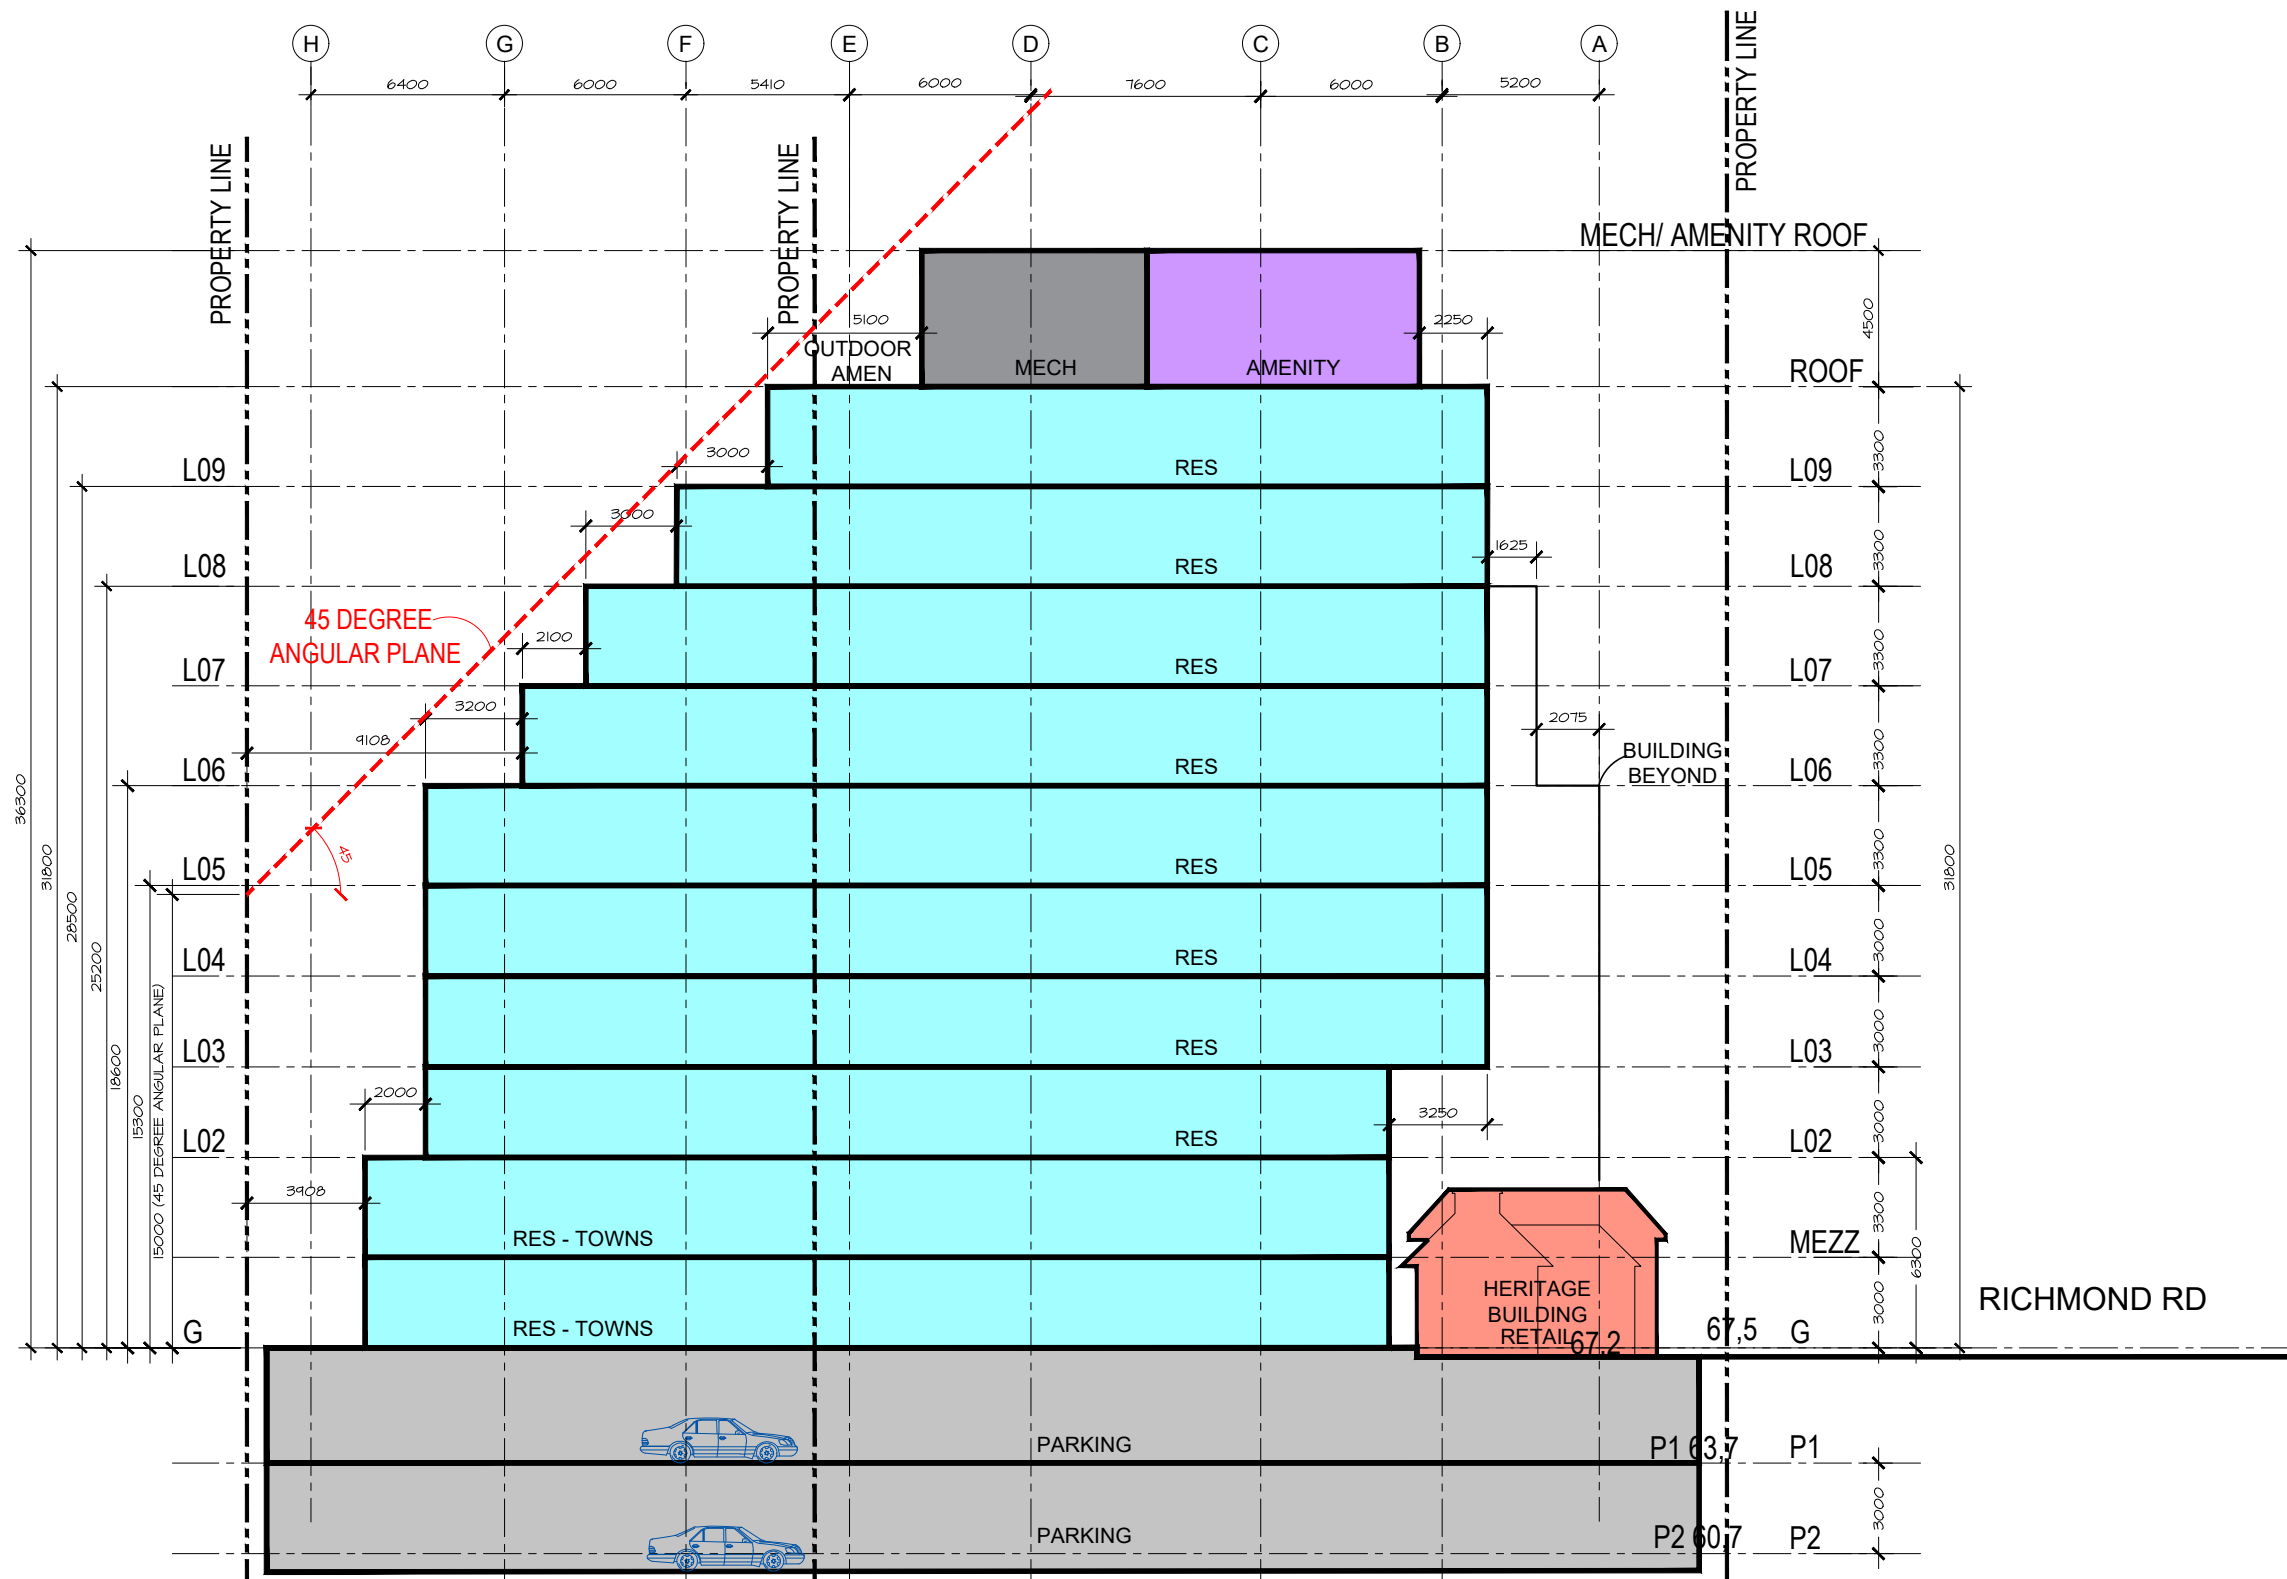 H
G
F
E
D
C
B
A
6400
6000
5410
6000
7600
6000
5200
PROPERTY LINE
PROPERTY LINE
PROPERTY LINE
MECH/ AMENITY ROOF
4500
5100
2250
OUTDOOR
AMEN
MECH
AMENITY
ROOF
3000
RES
L09
L09
3300
3000
1625
RES
L08
L08
3300
45 DEGREE
ANGULAR PLANE
2100
RES
L07
L07
3300
3200
9108
2075
BUILDING
BEYOND
RES
L06
L06
3300
45
RES
L05
L05
3300
RES
L04
L04
3000
RES
L03
L03
3000
2000
3250
RES
L02
L02
3000
3908
RES - TOWNS
MEZZ
3300
RES - TOWNS
HERITAGE
BUILDING
RETAIL
67,2
67,5
G
G
3000
6300
31800
RICHMOND RD
36300
31800
28500
25200
18600
15300
15000 (45 DEGREE ANGULAR PLANE)
PARKING
P1 63,7
P1
PARKING
P2 60,7
P2
3000